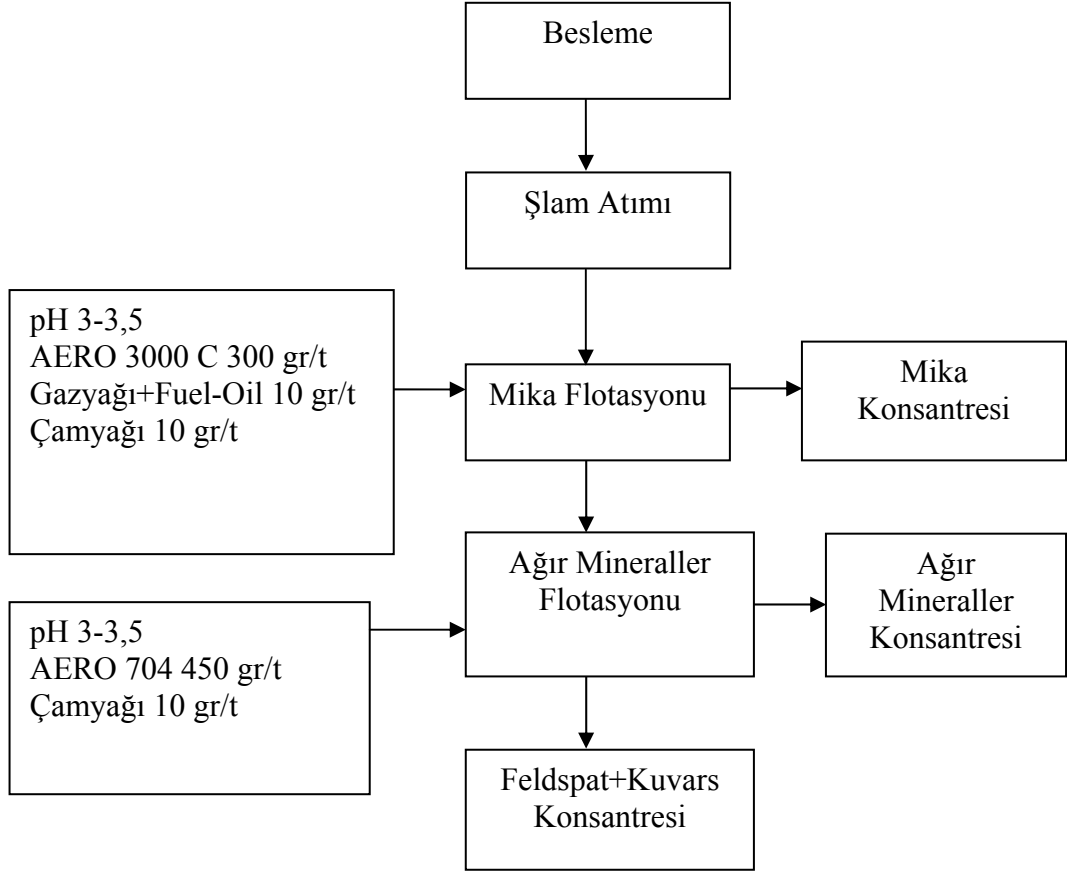 Besleme
Şlam Atımı
pH 3-3,5
AERO 3000 C 300 gr/t
Gazyağı+Fuel-Oil 10 gr/t
Çamyağı 10 gr/t
Mika Flotasyonu
Mika
Konsantresi
Ağır Mineraller
Flotasyonu
Ağır
Mineraller
Konsantresi
pH 3-3,5
AERO 704 450 gr/t
Çamyağı 10 gr/t
Feldspat+Kuvars
Konsantresi